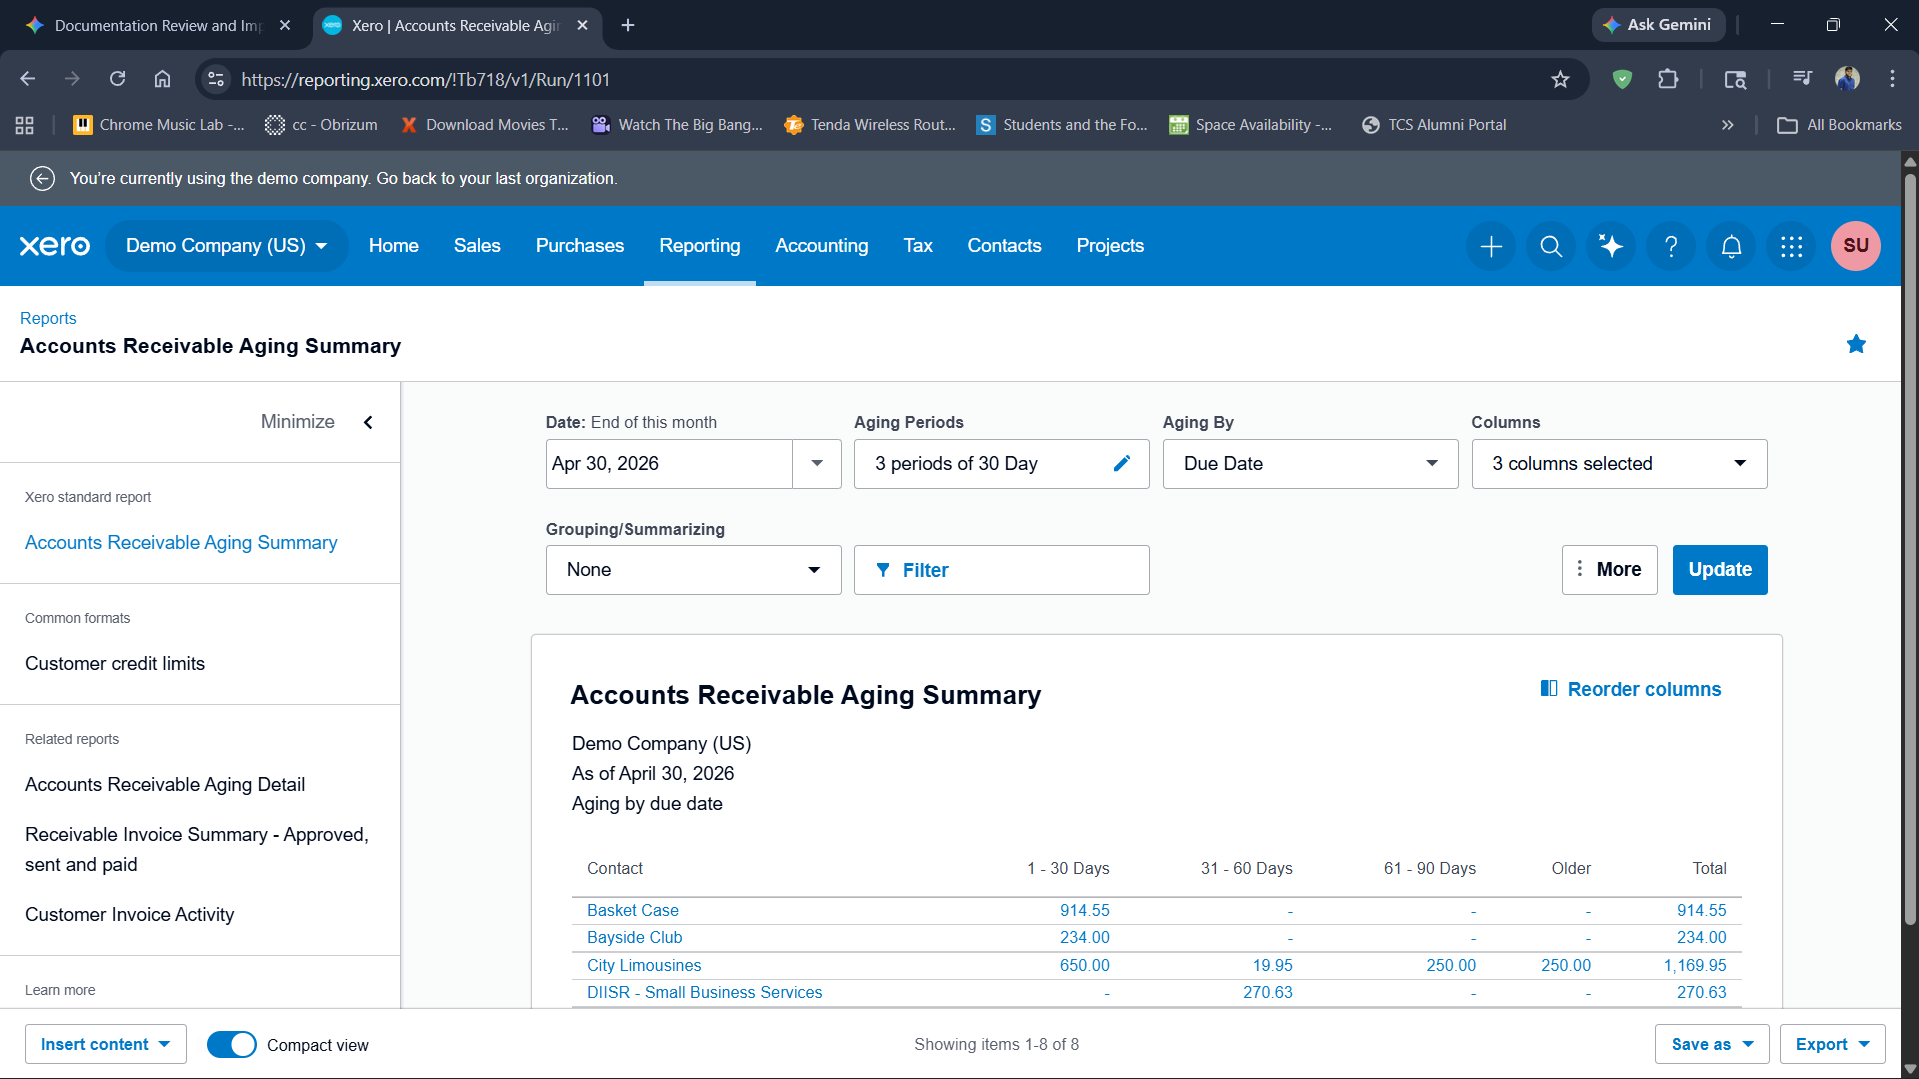 Documentation Review and Imp
Xero | Accounts Receivable Agin
Ask Gemini
https://reporting.xero.com/!Tb718/v1/Run/1101
Chrome Music Lab -...
cc - Obrizum
Download Movies T...
Watch The Big Bang...
Tenda Wireless Rout...
Students and the Fo...
Space Availability -...
TCS Alumni Portal
All Bookmarks
You're currently using the demo company. Go back to your last organization.
xero
Demo Company (US)
Home
Sales
Purchases
Reporting
Accounting
Tax
Contacts
Projects
SU
Reports
Accounts Receivable Aging Summary
Minimize
Xero standard report
Accounts Receivable Aging Summary
Common formats
Customer credit limits
Related reports
Accounts Receivable Aging Detail
Receivable Invoice Summary - Approved,
sent and paid
Customer Invoice Activity
Learn more
Date: End of this month
Apr 30, 2026
Aging Periods
3 periods of 30 Day
Aging By
Due Date
Columns
3 columns selected
Grouping/Summarizing
None
Filter
More
Update
Accounts Receivable Aging Summary
Reorder columns
Demo Company (US)
As of April 30, 2026
Aging by due date
Contact 1 - 30 Days 31 - 60 Days 61 - 90 Days Older Total
Basket Case 914.55 - - - 914.55
Bayside Club 234.00 - - - 234.00
City Limousines 650.00 19.95 250.00 250.00 1,169.95
DIISR - Small Business Services - 270.63 - - 270.63
Insert content
Compact view
Showing items 1-8 of 8
Save as
Export